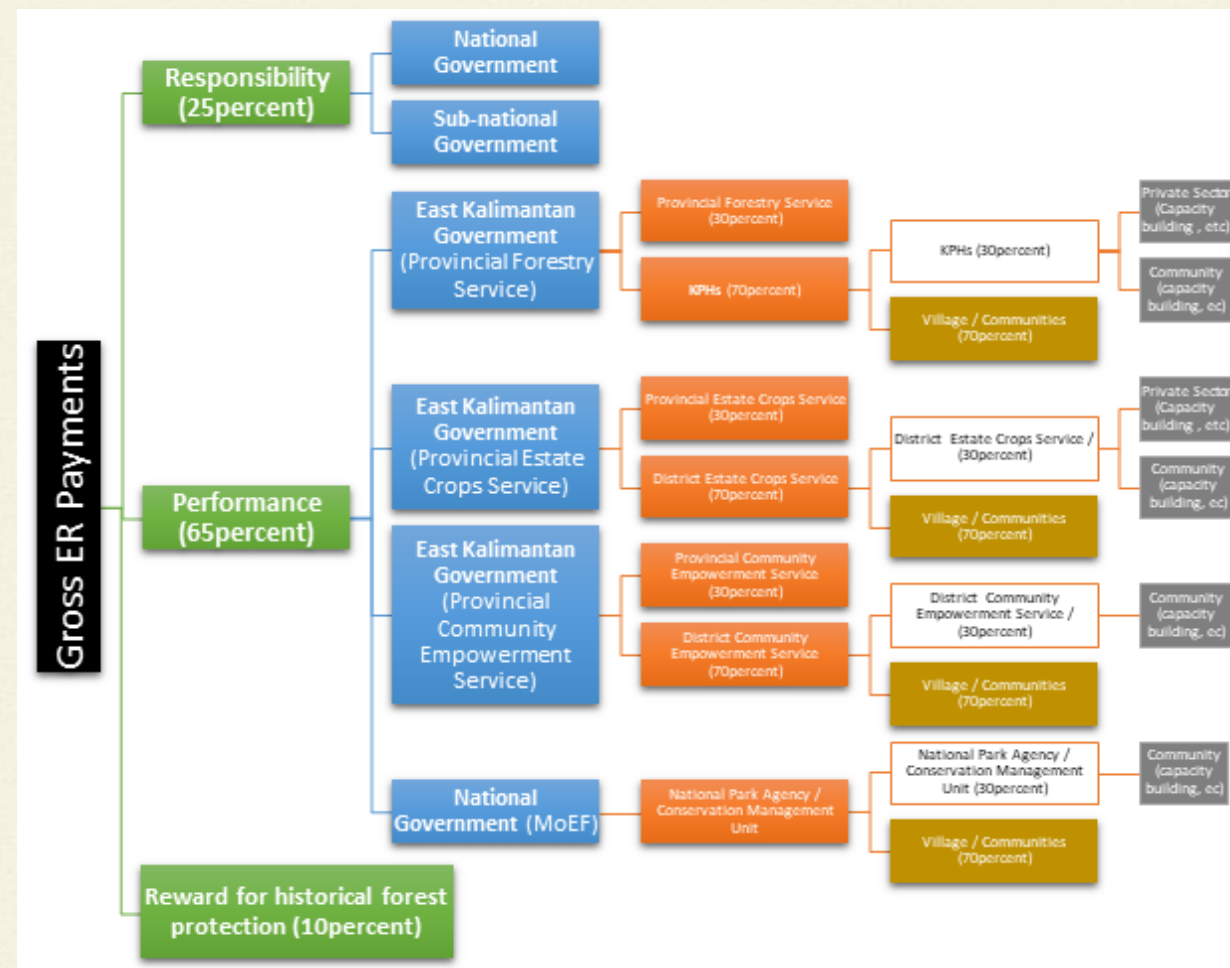 Gross ER Payments
Responsibility
(25percent)
National
Government
Sub-national
Government
Performance
(65percent)
East Kalimantan
Government
(Provincial Forestry
Service)
Provincial Forestry Service
(30percent)
KPHs (70percent)
KPHs (30percent)
Private Sector
(Capacity
building , etc)
Community
(capacity
building, ec)
Village / Communities
(70percent)
East Kalimantan
Government
(Provincial Estate
Crops Service)
Provincial Estate Crops Service
(30percent)
District Estate Crops Service
(70percent)
District Estate Crops Service /
(30percent)
Private Sector
(Capacity
building , etc)
Community
(capacity
building, ec)
Village / Communities
(70percent)
East Kalimantan
Government
(Provincial
Community
Empowerment
Service)
Provincial Community
Empowerment Service
(30percent)
District Community
Empowerment Service
(70percent)
District Community
Empowerment Service /
(30percent)
Community
(capacity
building, ec)
Village / Communities
(70percent)
National
Government (MoEF)
National Park Agency /
Conservation Management
Unit
National Park Agency /
Conservation Management
Unit (30percent)
Community
(capacity
building, ec)
Village / Communities
(70percent)
Reward for historical forest
protection (10percent)